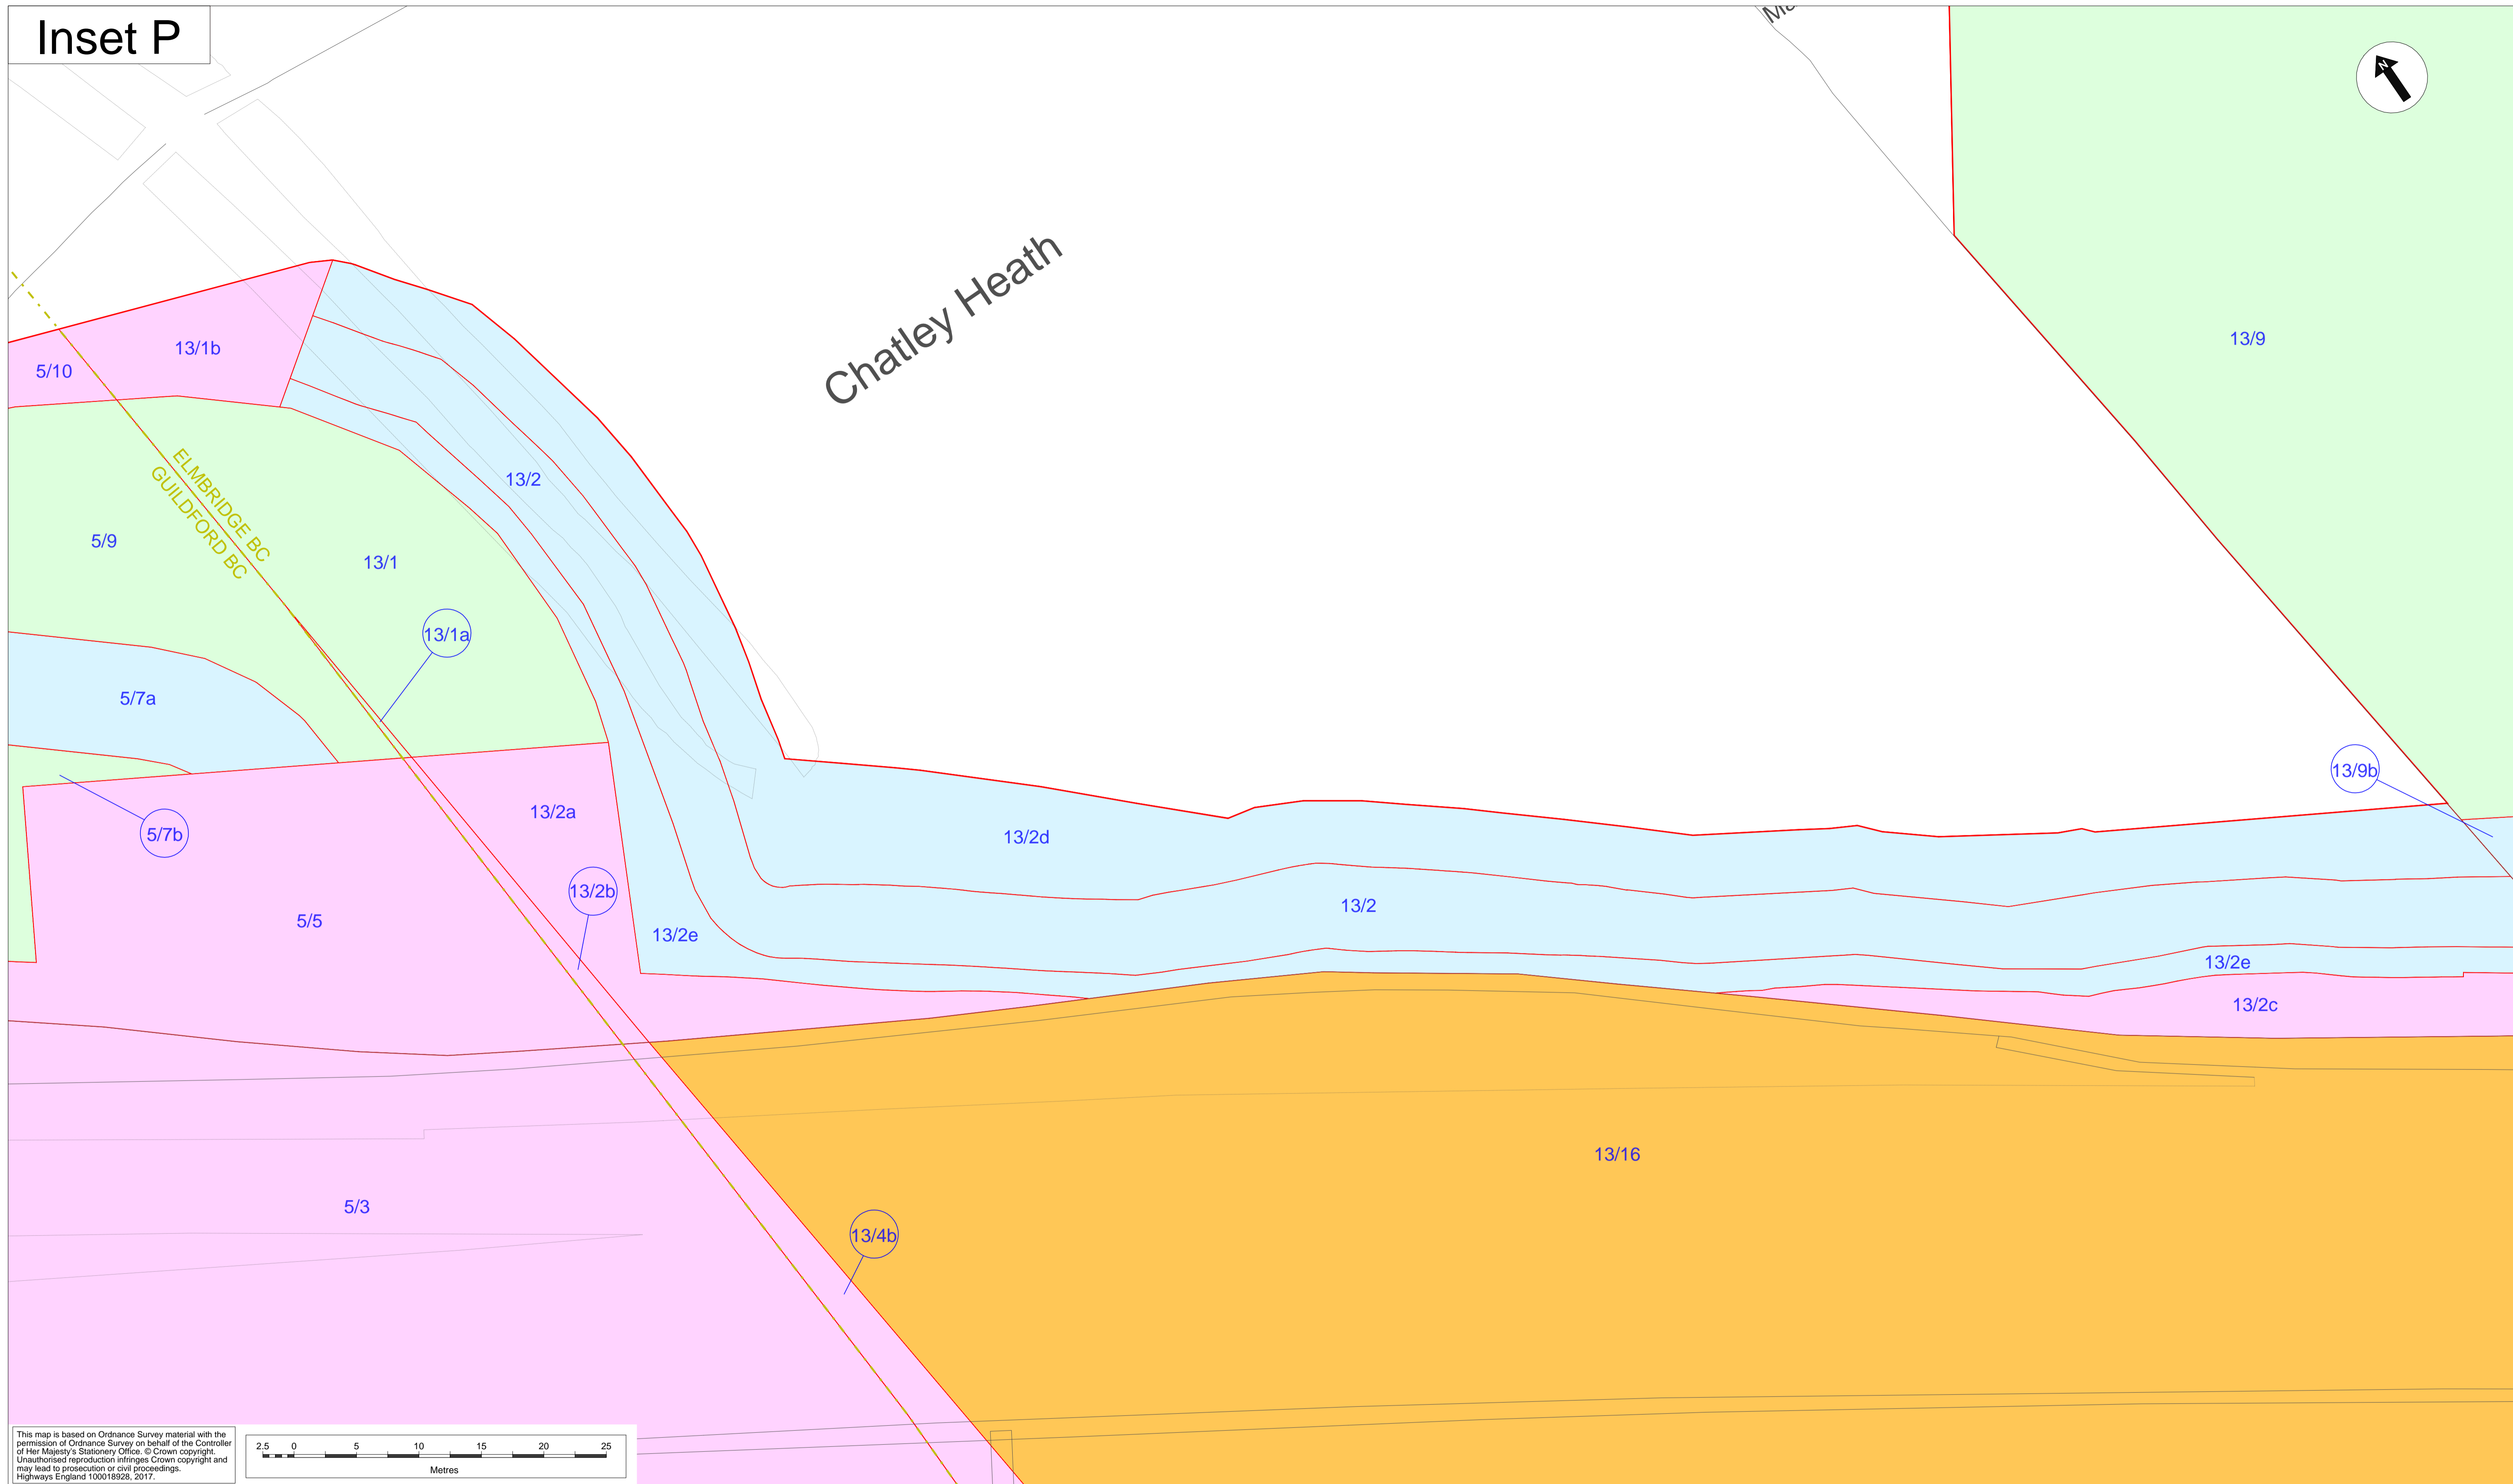 Inset P
N
Chatley Heath
13/9
13/1b
5/10
13/2
ELMBRIDGE BC
GUILDFORD BC
5/9
13/1
13/1a
5/7a
13/9b
13/2a
5/7b
13/2d
13/2b
13/2
5/5
13/2e
13/2e
13/2c
13/16
5/3
13/4b
This map is based on Ordnance Survey material with the
permission of Ordnance Survey on behalf of the Controller
of Her Majesty's Stationery Office. © Crown copyright.
Unauthorised reproduction infringes Crown copyright and
may lead to prosecution or civil proceedings.
Highways England 100018928, 2017.
2.5 0 5 10 15 20 25
Metres